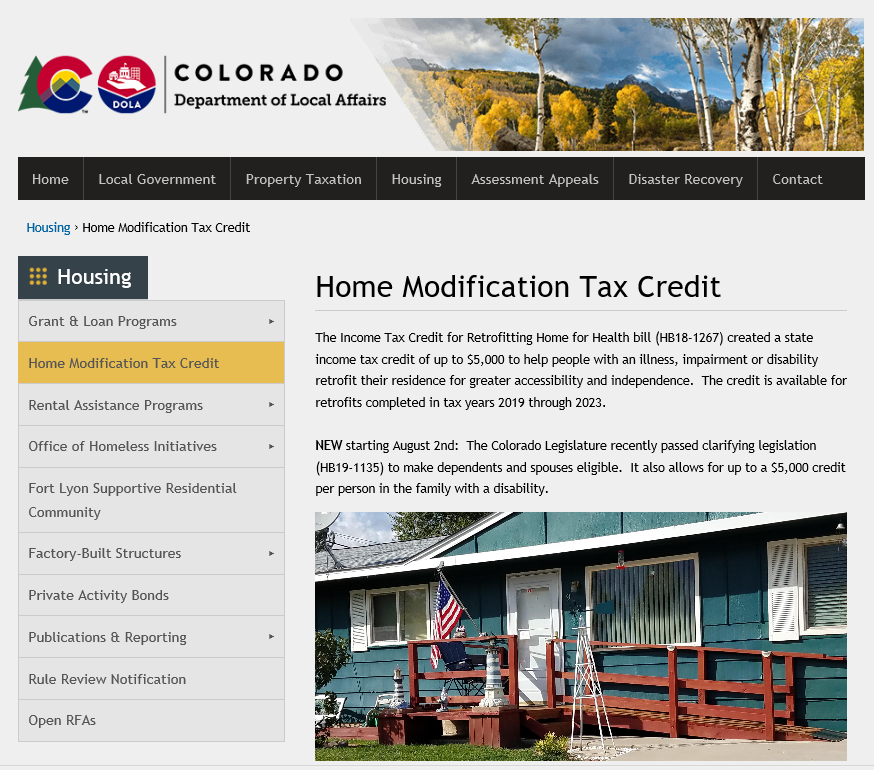 COLORADO
Department of Local Affairs
DOLA
TM
Home
Local Government
Property Taxation
Housing
Assessment Appeals
Disaster Recovery
Contact
Housing › Home Modification Tax Credit
Housing
Grant & Loan Programs
Home Modification Tax Credit
Rental Assistance Programs
Office of Homeless Initiatives
Fort Lyon Supportive Residential
Community
Factory-Built Structures
Private Activity Bonds
Publications & Reporting
Rule Review Notification
Open RFAs
Home Modification Tax Credit
The Income Tax Credit for Retrofitting Home for Health bill (HB18-1267) created a state
income tax credit of up to $5,000 to help people with an illness, impairment or disability
retrofit their residence for greater accessibility and independence.  The credit is available for
retrofits completed in tax years 2019 through 2023.
NEW starting August 2nd:  The Colorado Legislature recently passed clarifying legislation
(HB19-1135) to make dependents and spouses eligible.  It also allows for up to a $5,000 credit
per person in the family with a disability.